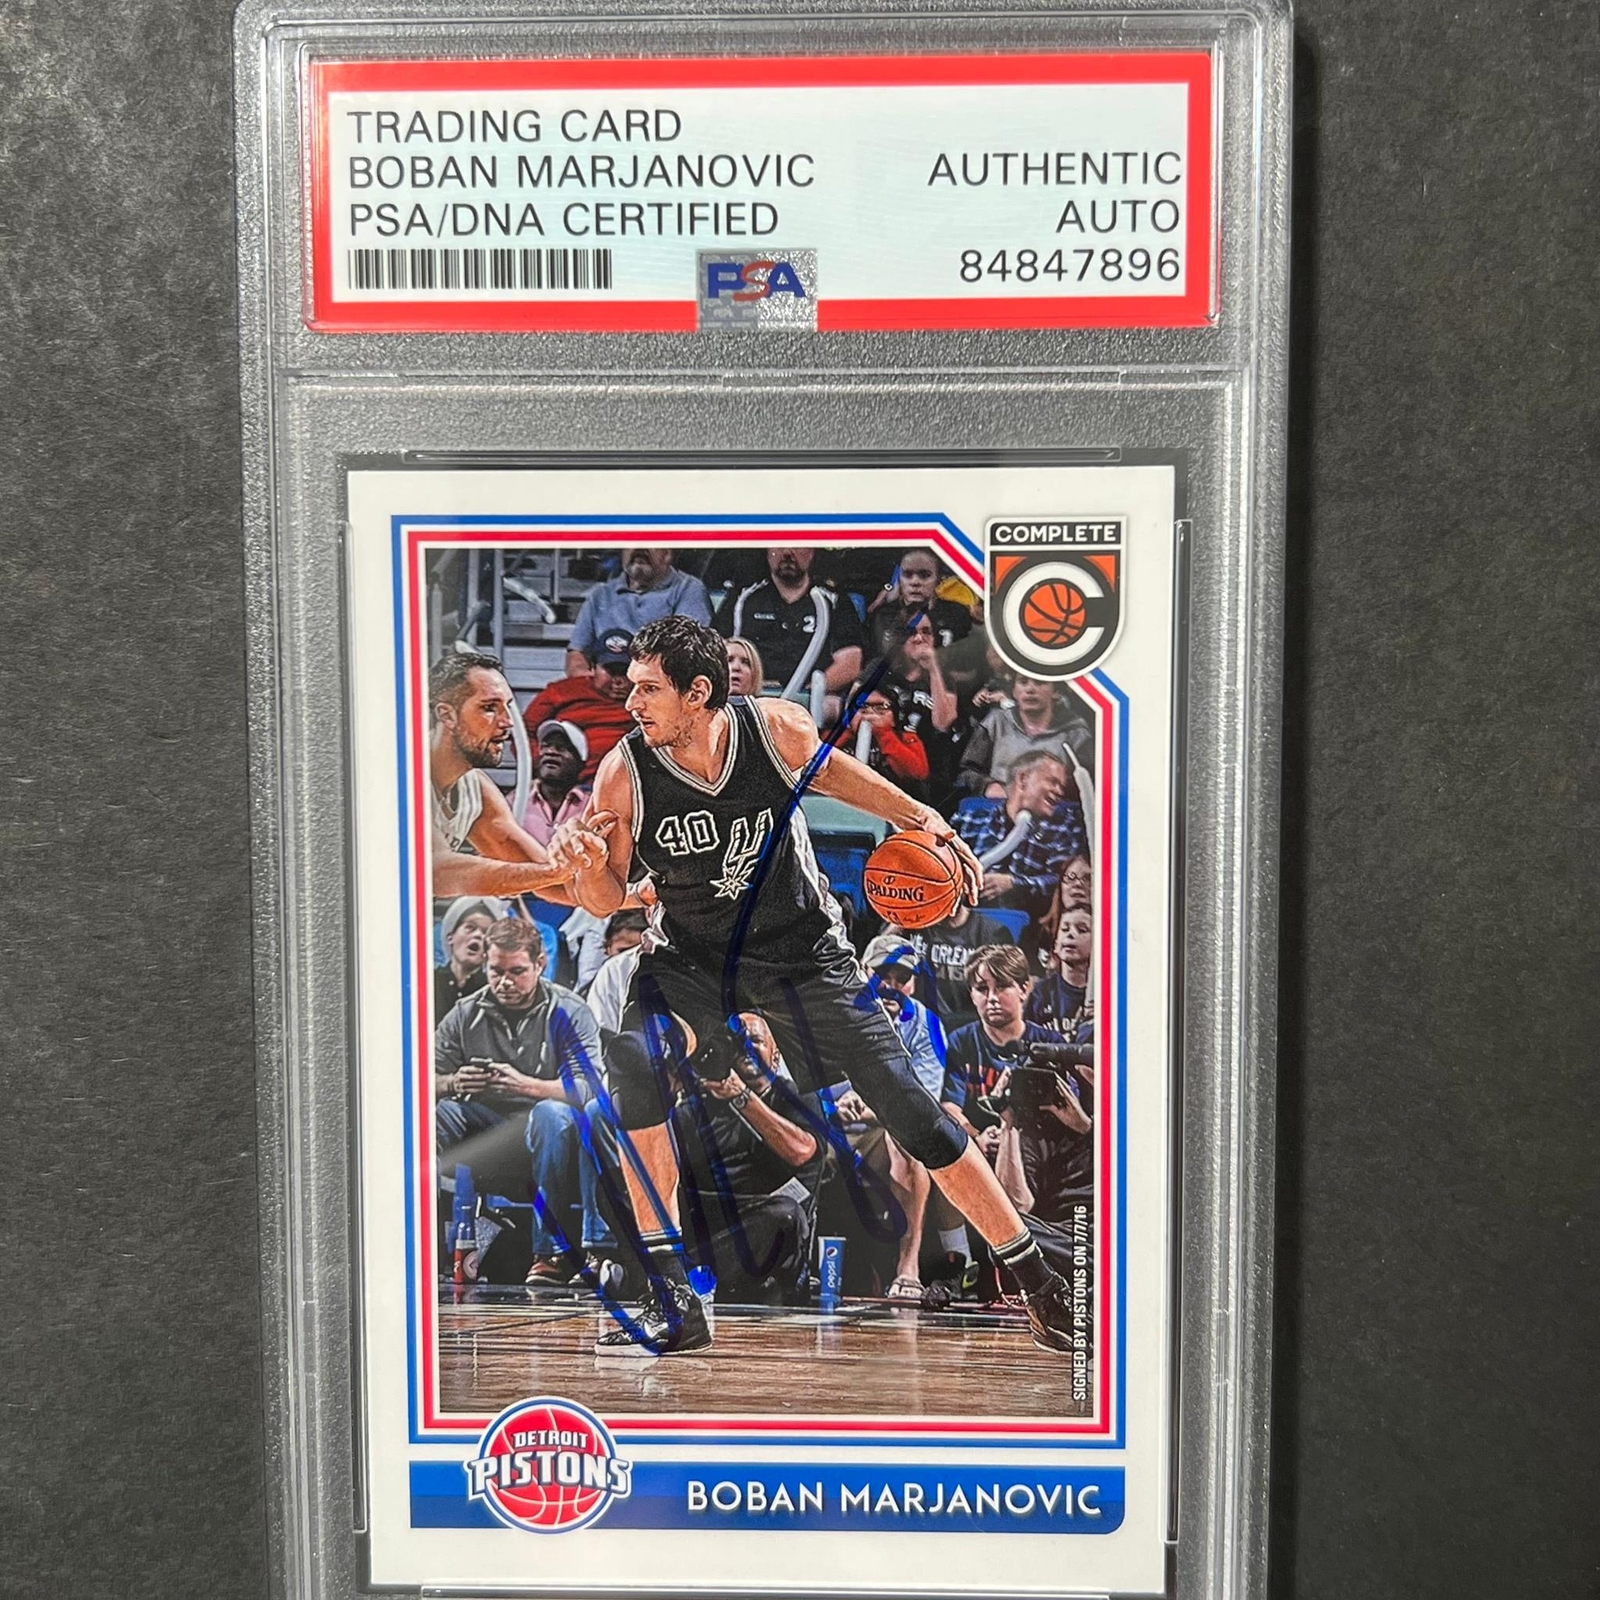 TRADING CARD
BOBAN MARJANOVIC
PSA/DNA CERTIFIED
AUTHENTIC
AUTO
84847896
PSA
COMPLETE
C
40
SPALDING
pepsi
SIGNED BY PISTONS ON 7/7/16
DETROIT
PISTONS
BOBAN MARJANOVIC